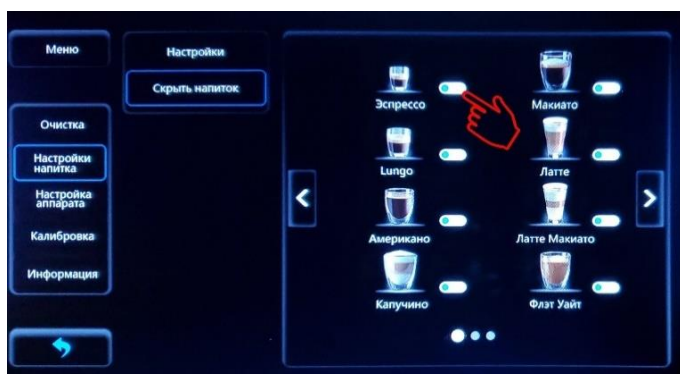 Меню
Настройки
Скрыть напиток
Очистка
Настройки
напитка
Настройка
аппарата
Калибровка
Информация
Эспрессо
Макиато
Lungo
Латте
Американо
Латте Макиато
Капучино
Флэт Уайт